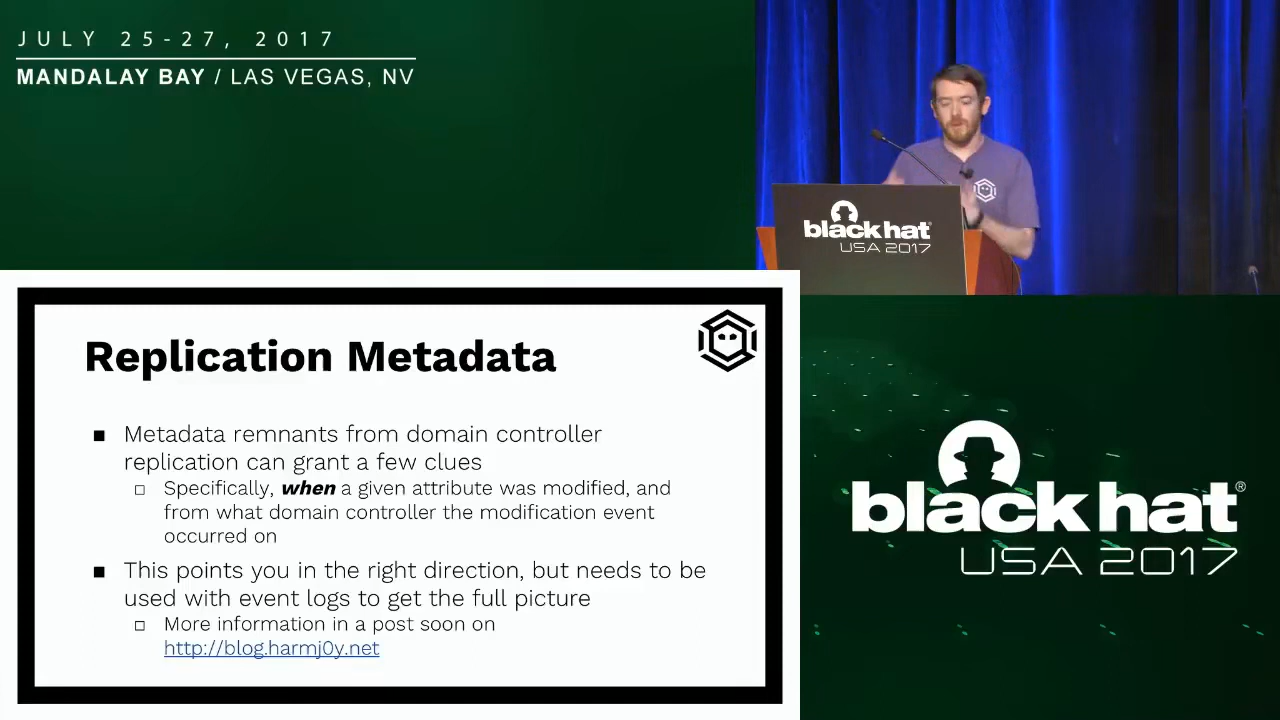 JULY 25-27, 2017
MANDALAY BAY / LAS VEGAS, NV
black hat®
USA 2017
Replication Metadata
■ Metadata remnants from domain controller
replication can grant a few clues
□ Specifically, when a given attribute was modified, and
from what domain controller the modification event
occurred on
■ This points you in the right direction, but needs to be
used with event logs to get the full picture
□ More information in a post soon on
http://blog.harmj0y.net
black hat®
USA 2017